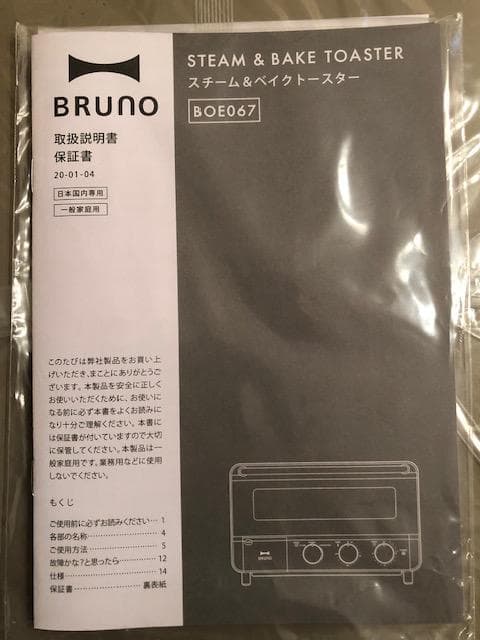 BRUNO
取扱説明書
保証書
20-01-04
日本国内専用
一般家庭用
STEAM & BAKE TOASTER
スチーム&ベイクトースター
BOE067
このたびは弊社製品をお買い上
げいただき、まことにありがとうご
ざいます。本製品を安全に正しく
お使いいただくために、お使いに
なる前に必ず本書をよくお読みに
なり十分ご理解ください。本書に
は保証書が付いていますので大切
に保管してください。本製品は一
般家庭用です。業務用などに使用
しないでください。
もくじ
ご使用前に必ずお読みください… 1
各部の名称… 4
ご使用方法… 5
故障かな?と思ったら… 12
仕様… 14
保証書… 裏表紙
BRUNO